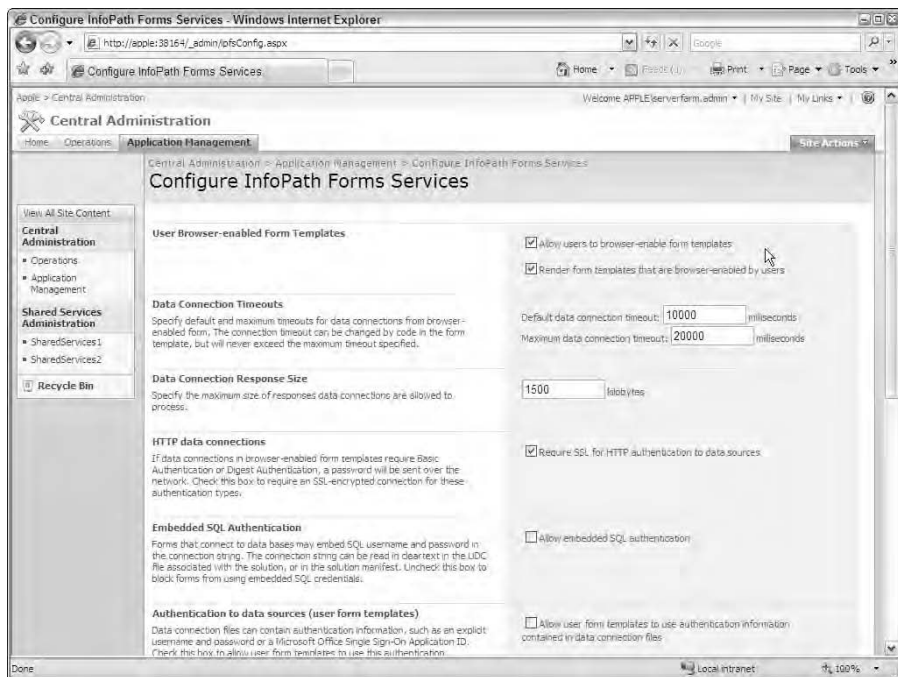 Configure InfoPath Forms Services - Windows Internet Explorer
http://apple:38164/_admin/ipfsConfig.aspx
Google
Configure InfoPath Forms Services
Home
Print
Page
Tools
Apple > Central Administration
Welcome APPLE\serverfarm.admin
My Site
My Links
Central Administration
Home
Operations
Application Management
Site Actions
Central Administration > Application Management > Configure InfoPath Forms Services
Configure InfoPath Forms Services
View All Site Content
Central Administration
Operations
Application Management
Shared Services Administration
SharedServices1
SharedServices2
Recycle Bin
User Browser-enabled Form Templates
Allow users to browser-enable form templates
Render form templates that are browser-enabled by users
Data Connection Timeouts
Specify default and maximum timeouts for data connections from browser-
enabled form. The connection timeout can be changed by code in the form
template, but will never exceed the maximum timeout specified.
Default data connection timeout: 10000 milliseconds
Maximum data connection timeout: 20000 milliseconds
Data Connection Response Size
Specify the maximum size of responses data connections are allowed to
process.
1500 kilobytes
HTTP data connections
If data connections in browser-enabled form templates require Basic
Authentication or Digest Authentication, a password will be sent over the
network. Check this box to require an SSL-encrypted connection for these
authentication types.
Require SSL for HTTP authentication to data sources
Embedded SQL Authentication
Forms that connect to data bases may embed SQL username and password in
the connection string. The connection string can be read in cleartext in the UDC
file associated with the solution, or in the solution manifest. Uncheck this box to
block forms from using embedded SQL credentials.
Allow embedded SQL authentication
Authentication to data sources (user form templates)
Data connection files can contain authentication information, such as an explicit
username and password or a Microsoft Office Single Sign-On Application ID.
Check this box to allow user form templates to use this authentication
Allow user form templates to use authentication information
contained in data connection files
Done
Local intranet
100%